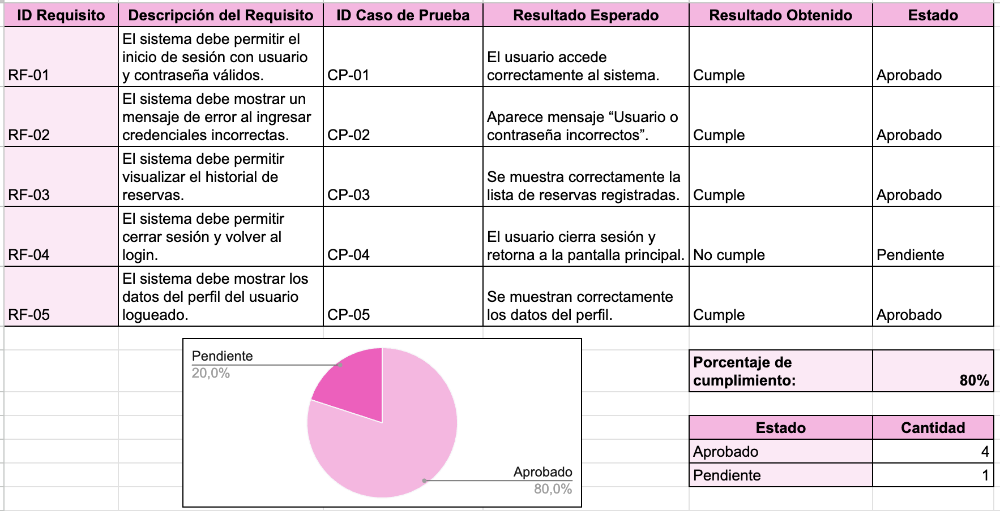 ID Requisito
Descripción del Requisito
ID Caso de Prueba
Resultado Esperado
Resultado Obtenido
Estado
RF-01
El sistema debe permitir el
inicio de sesión con usuario
y contraseña válidos.
CP-01
El usuario accede
correctamente al sistema.
Cumple
Aprobado
RF-02
El sistema debe mostrar un
mensaje de error al ingresar
credenciales incorrectas.
CP-02
Aparece mensaje “Usuario o
contraseña incorrectos”.
Cumple
Aprobado
RF-03
El sistema debe permitir
visualizar el historial de
reservas.
CP-03
Se muestra correctamente la
lista de reservas registradas.
Cumple
Aprobado
RF-04
El sistema debe permitir
cerrar sesión y volver al
login.
CP-04
El usuario cierra sesión y
retorna a la pantalla principal.
No cumple
Pendiente
RF-05
El sistema debe mostrar los
datos del perfil del usuario
logueado.
CP-05
Se muestran correctamente
los datos del perfil.
Cumple
Aprobado
Pendiente
20,0%
Aprobado
80,0%
Porcentaje de
cumplimiento:
80%
Estado
Cantidad
Aprobado
4
Pendiente
1